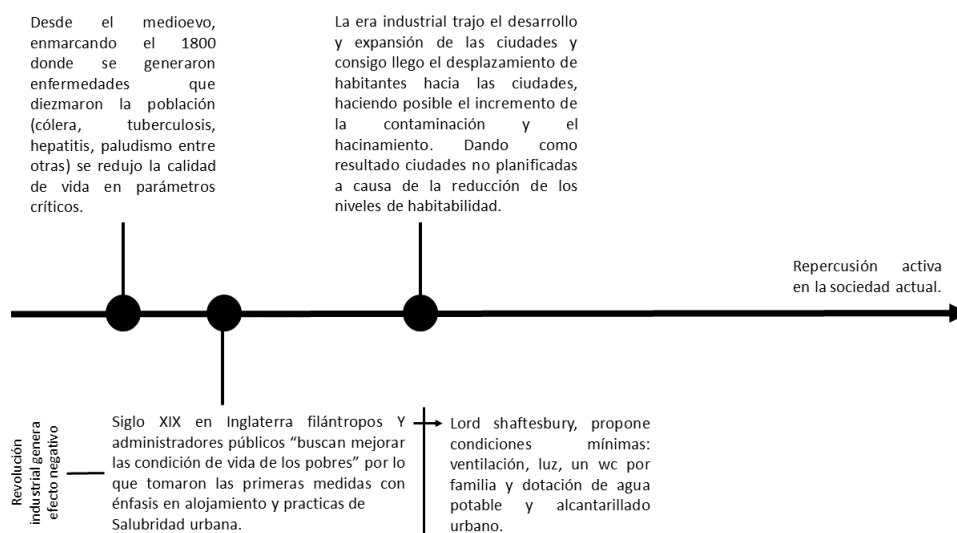 Desde el medioevo,
enmarcando el 1800
donde se generaron
enfermedades que
diezmaron la población
(cólera, tuberculosis,
hepatitis, paludismo entre
otras) se redujo la calidad
de vida en parámetros
críticos.
La era industrial trajo el desarrollo
y expansión de las ciudades y
consigo llego el desplazamiento de
habitantes hacia las ciudades,
haciendo posible el incremento de
la contaminación y el
hacinamiento. Dando como
resultado ciudades no planificadas
a causa de la reducción de los
niveles de habitabilidad.
Repercusión activa
en la sociedad actual.
Revolución
industrial genera
efecto negativo
Siglo XIX en Inglaterra filántropos Y
administradores públicos “buscan mejorar
las condición de vida de los pobres” por lo
que tomaron las primeras medidas con
énfasis en alojamiento y practicas de
Salubridad urbana.
Lord shaftesbury, propone
condiciones mínimas:
ventilación, luz, un wc por
familia y dotación de agua
potable y alcantarillado
urbano.